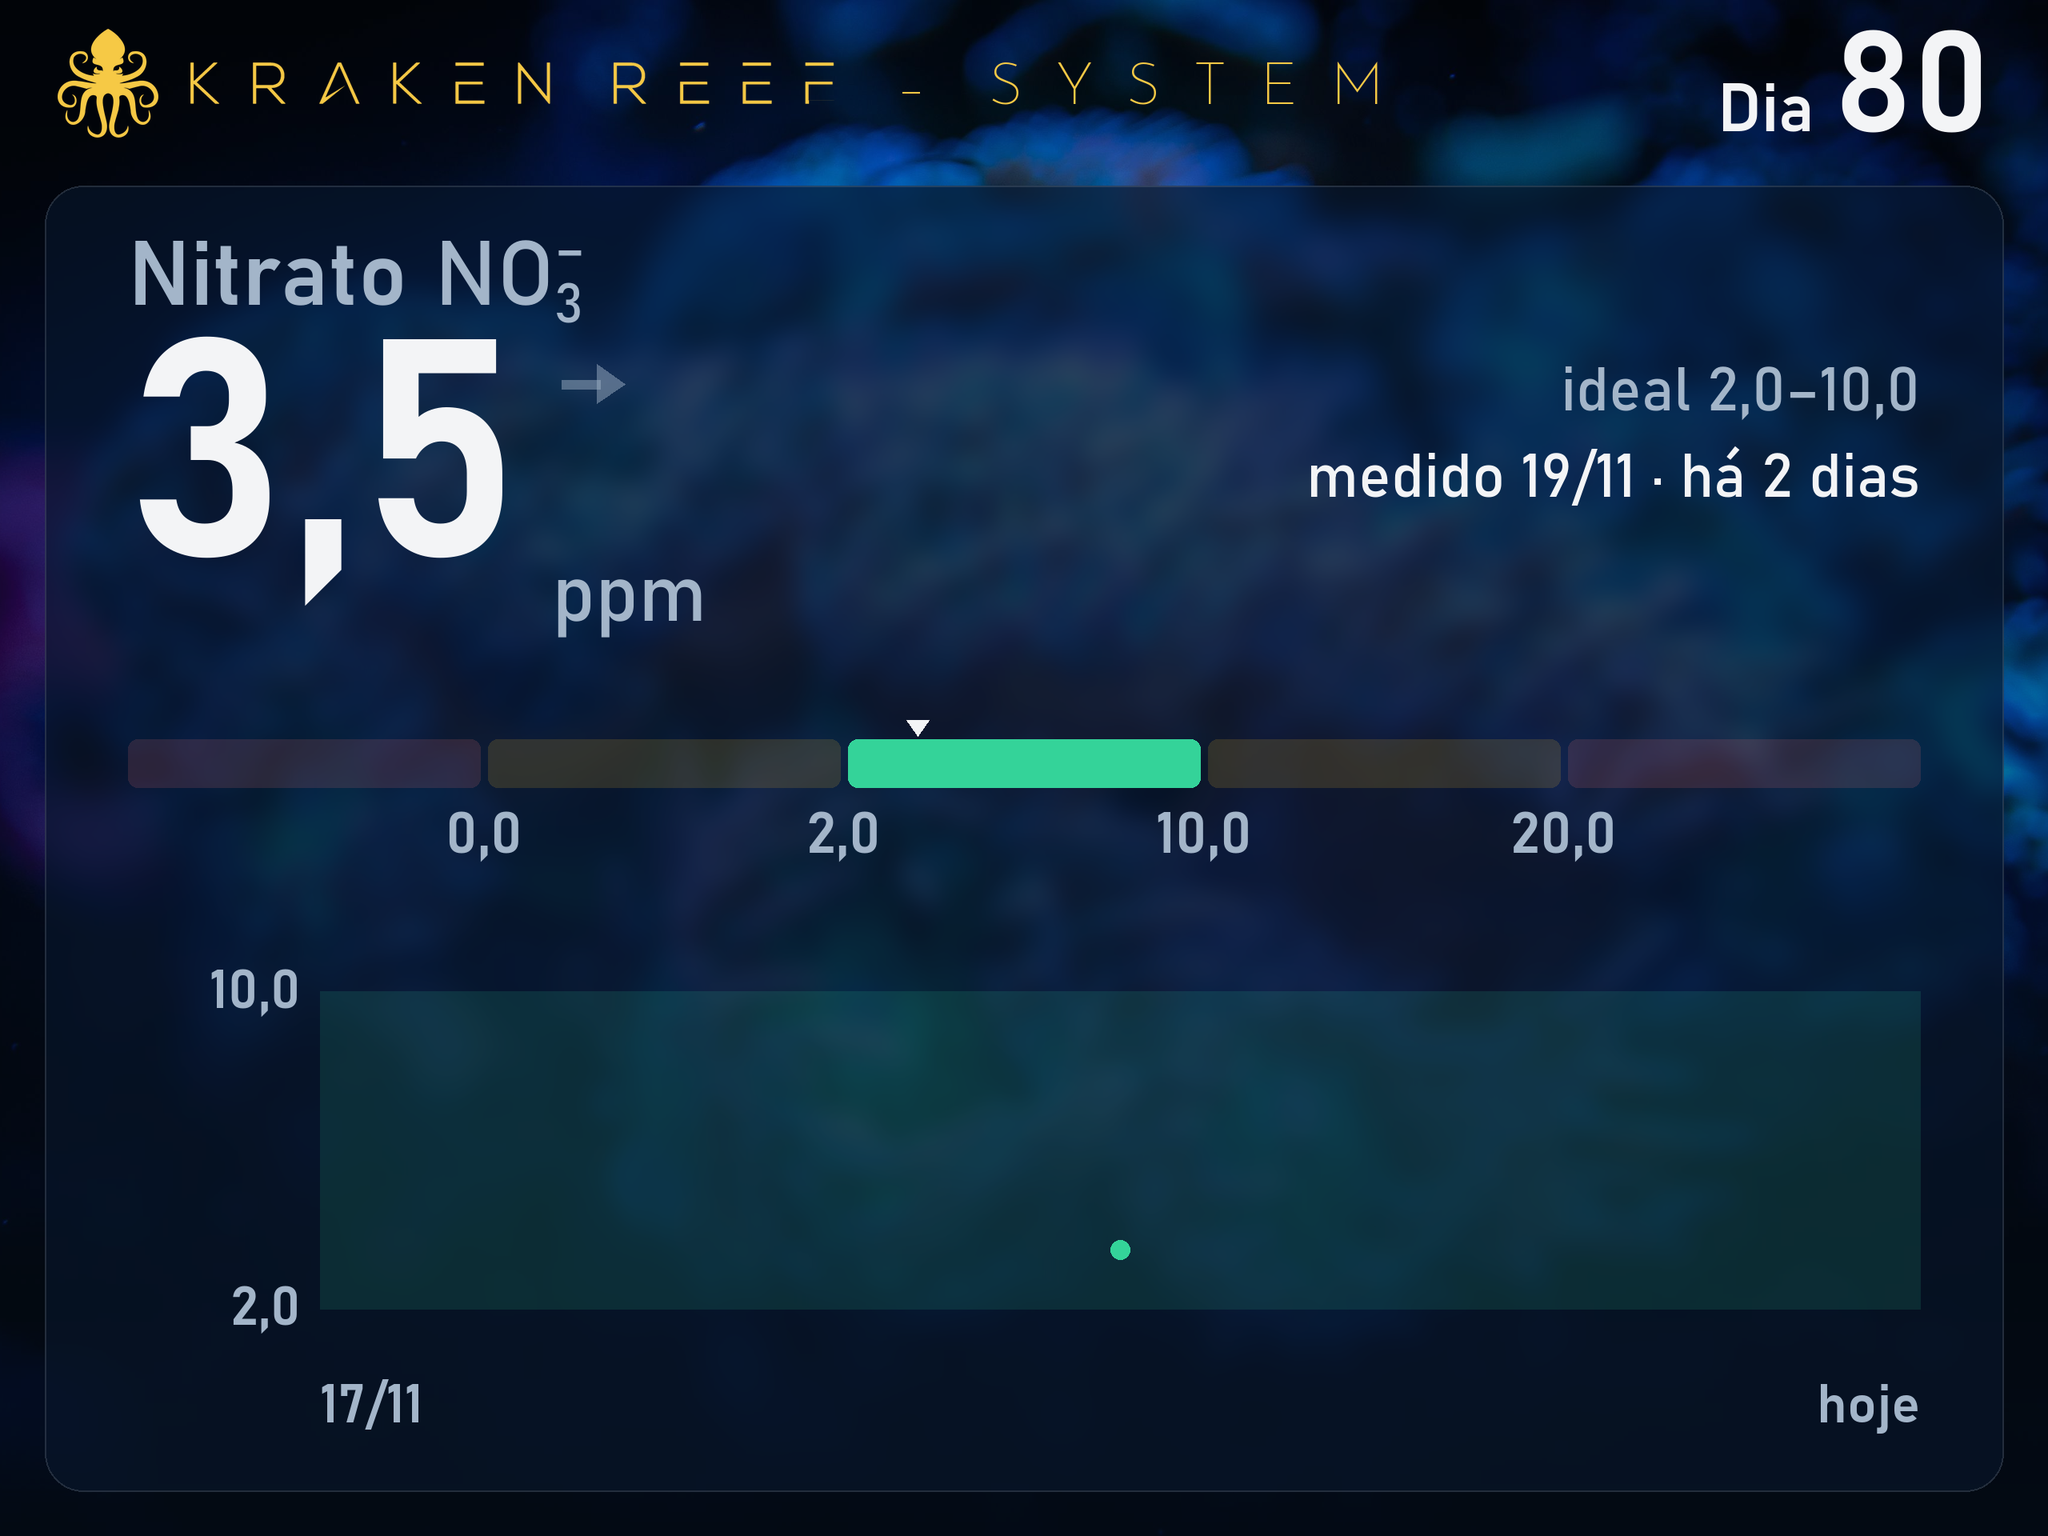 KRAKEN REEF - SYSTEM
Dia 80
Nitrato NO₃⁻
3,5 ppm
ideal 2,0–10,0
medido 19/11 · há 2 dias
0,0 2,0 10,0 20,0
10,0
2,0
17/11 hoje